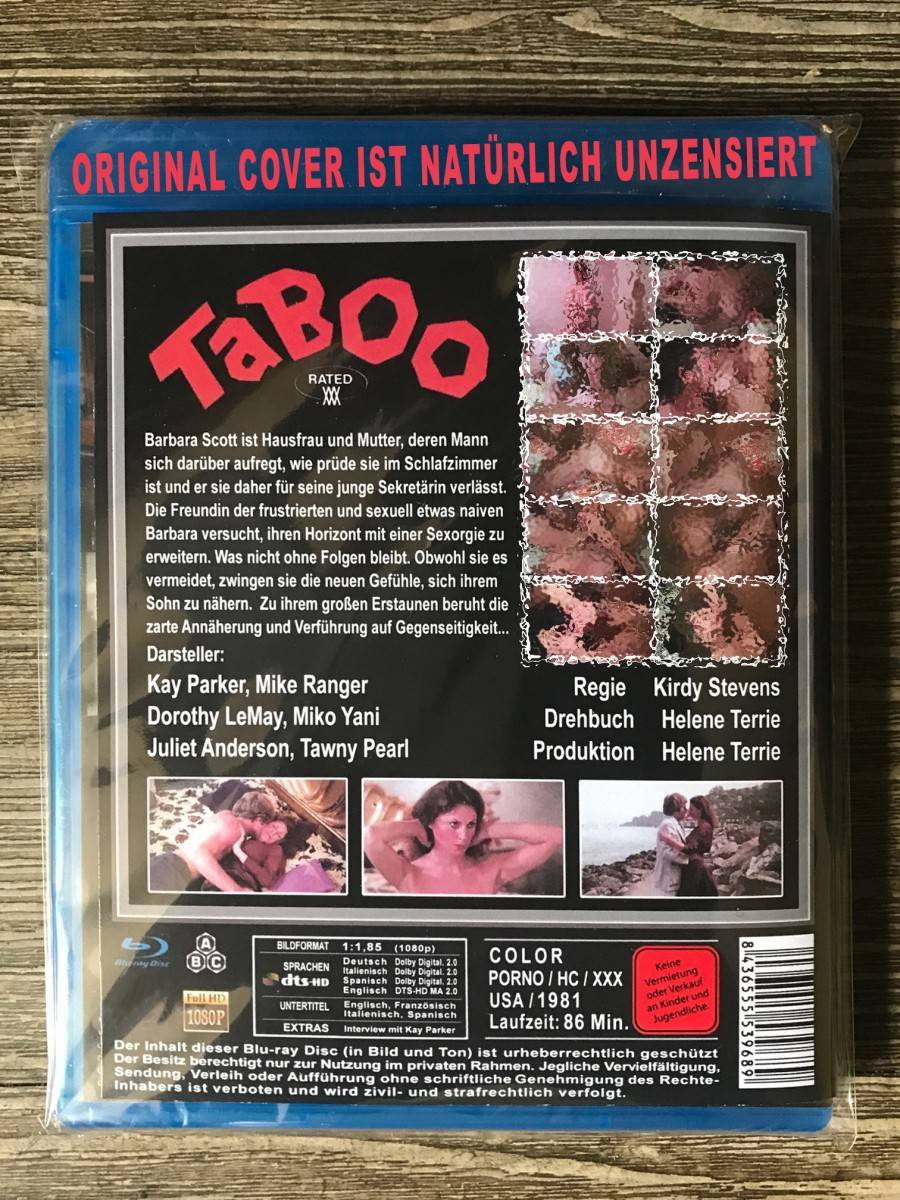 ORIGINAL COVER IST NATÜRLICH UNZENSIERT
TABOO
RATED
XXX
Barbara Scott ist Hausfrau und Mutter, deren Mann
sich darüber aufregt, wie prüde sie im Schlafzimmer
ist und er sie daher für seine junge Sekretärin verlässt.
Die Freundin der frustrierten und sexuell etwas naiven
Barbara versucht, ihren Horizont mit einer Sexorgie zu
erweitern. Was nicht ohne Folgen bleibt. Obwohl sie es
vermeidet, zwingen sie die neuen Gefühle, sich ihrem
Sohn zu nähern. Zu ihrem großen Erstaunen beruht die
zarte Annäherung und Verführung auf Gegenseitigkeit...
Darsteller:
Kay Parker, Mike Ranger
Dorothy LeMay, Miko Yani
Juliet Anderson, Tawny Pearl
Regie Kirdy Stevens
Drehbuch Helene Terrie
Produktion Helene Terrie
Blu-ray Disc
A
B C
Full HD
1080P
BILDFORMAT 1:1,85 (1080p)
SPRACHEN
dts-HD
Deutsch Dolby Digital. 2.0
Italienisch Dolby Digital. 2.0
Spanisch Dolby Digital. 2.0
Englisch DTS-HD MA 2.0
UNTERTITEL Englisch, Französisch
Italienisch, Spanisch
EXTRAS Interview mit Kay Parker
COLOR
PORNO / HC / XXX
USA / 1981
Laufzeit: 86 Min.
Keine
Vermietung
oder Verkauf
an Kinder und
Jugendliche.
8 436555 539669
Der Inhalt dieser Blu-ray Disc (in Bild und Ton) ist urheberrechtlich geschützt
Der Besitz berechtigt nur zur Nutzung im privaten Rahmen. Jegliche Vervielfältigung,
Sendung, Verleih oder Aufführung ohne schriftliche Genehmigung des Rechte-
Inhabers ist verboten und wird zivil- und strafrechtlich verfolgt.